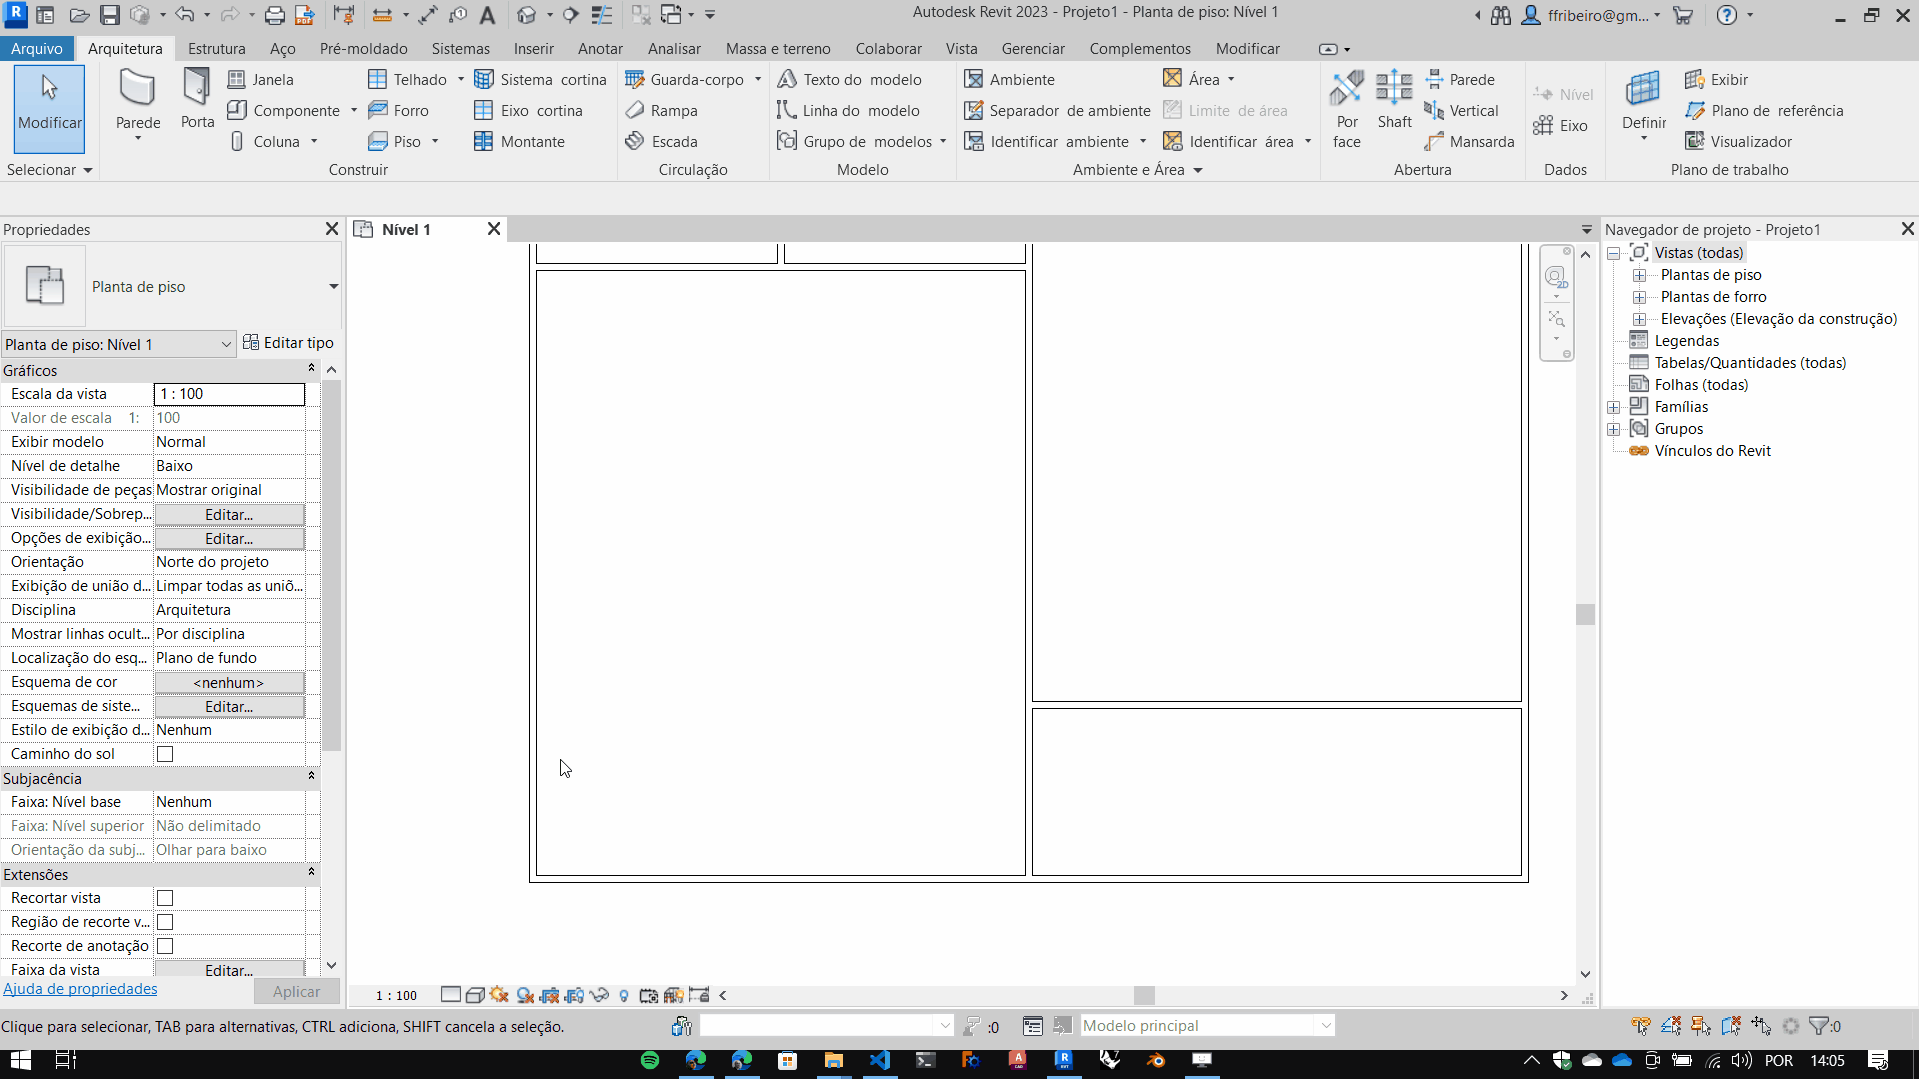 Autodesk Revit 2023 - Projeto1 - Planta de piso: Nível 1
ffribeiro@gm...
Arquivo Arquitetura Estrutura Aço Pré-moldado Sistemas Inserir Anotar Analisar Massa e terreno Colaborar Vista Gerenciar Complementos Modificar
Modificar
Selecionar
Parede
Porta
Janela
Componente
Coluna
Telhado
Forro
Piso
Sistema cortina
Eixo cortina
Montante
Construir
Guarda-corpo
Rampa
Escada
Circulação
Texto do modelo
Linha do modelo
Grupo de modelos
Modelo
Ambiente
Separador de ambiente
Identificar ambiente
Área
Limite de área
Identificar área
Ambiente e Área
Por face
Shaft
Parede
Vertical
Mansarda
Abertura
Nível
Eixo
Dados
Definir
Exibir
Plano de referência
Visualizador
Plano de trabalho
Propriedades
Planta de piso
Planta de piso: Nível 1
Editar tipo
Gráficos
Escala da vista 1 : 100
Valor de escala 1: 100
Exibir modelo Normal
Nível de detalhe Baixo
Visibilidade de peças Mostrar original
Visibilidade/Sobrep... Editar...
Opções de exibição... Editar...
Orientação Norte do projeto
Exibição de união d... Limpar todas as uniõ...
Disciplina Arquitetura
Mostrar linhas ocult... Por disciplina
Localização do esq... Plano de fundo
Esquema de cor <nenhum>
Esquemas de siste... Editar...
Estilo de exibição d... Nenhum
Caminho do sol
Subjacência
Faixa: Nível base Nenhum
Faixa: Nível superior Não delimitado
Orientação da subj... Olhar para baixo
Extensões
Recortar vista
Região de recorte v...
Recorte de anotação
Faixa da vista Editar...
Ajuda de propriedades
Aplicar
Nível 1
2D
1 : 100
Navegador de projeto - Projeto1
Vistas (todas)
Plantas de piso
Plantas de forro
Elevações (Elevação da construção)
Legendas
Tabelas/Quantidades (todas)
Folhas (todas)
Famílias
Grupos
Vínculos do Revit
Clique para selecionar, TAB para alternativas, CTRL adiciona, SHIFT cancela a seleção.
:0
Modelo principal
:0
POR
14:05